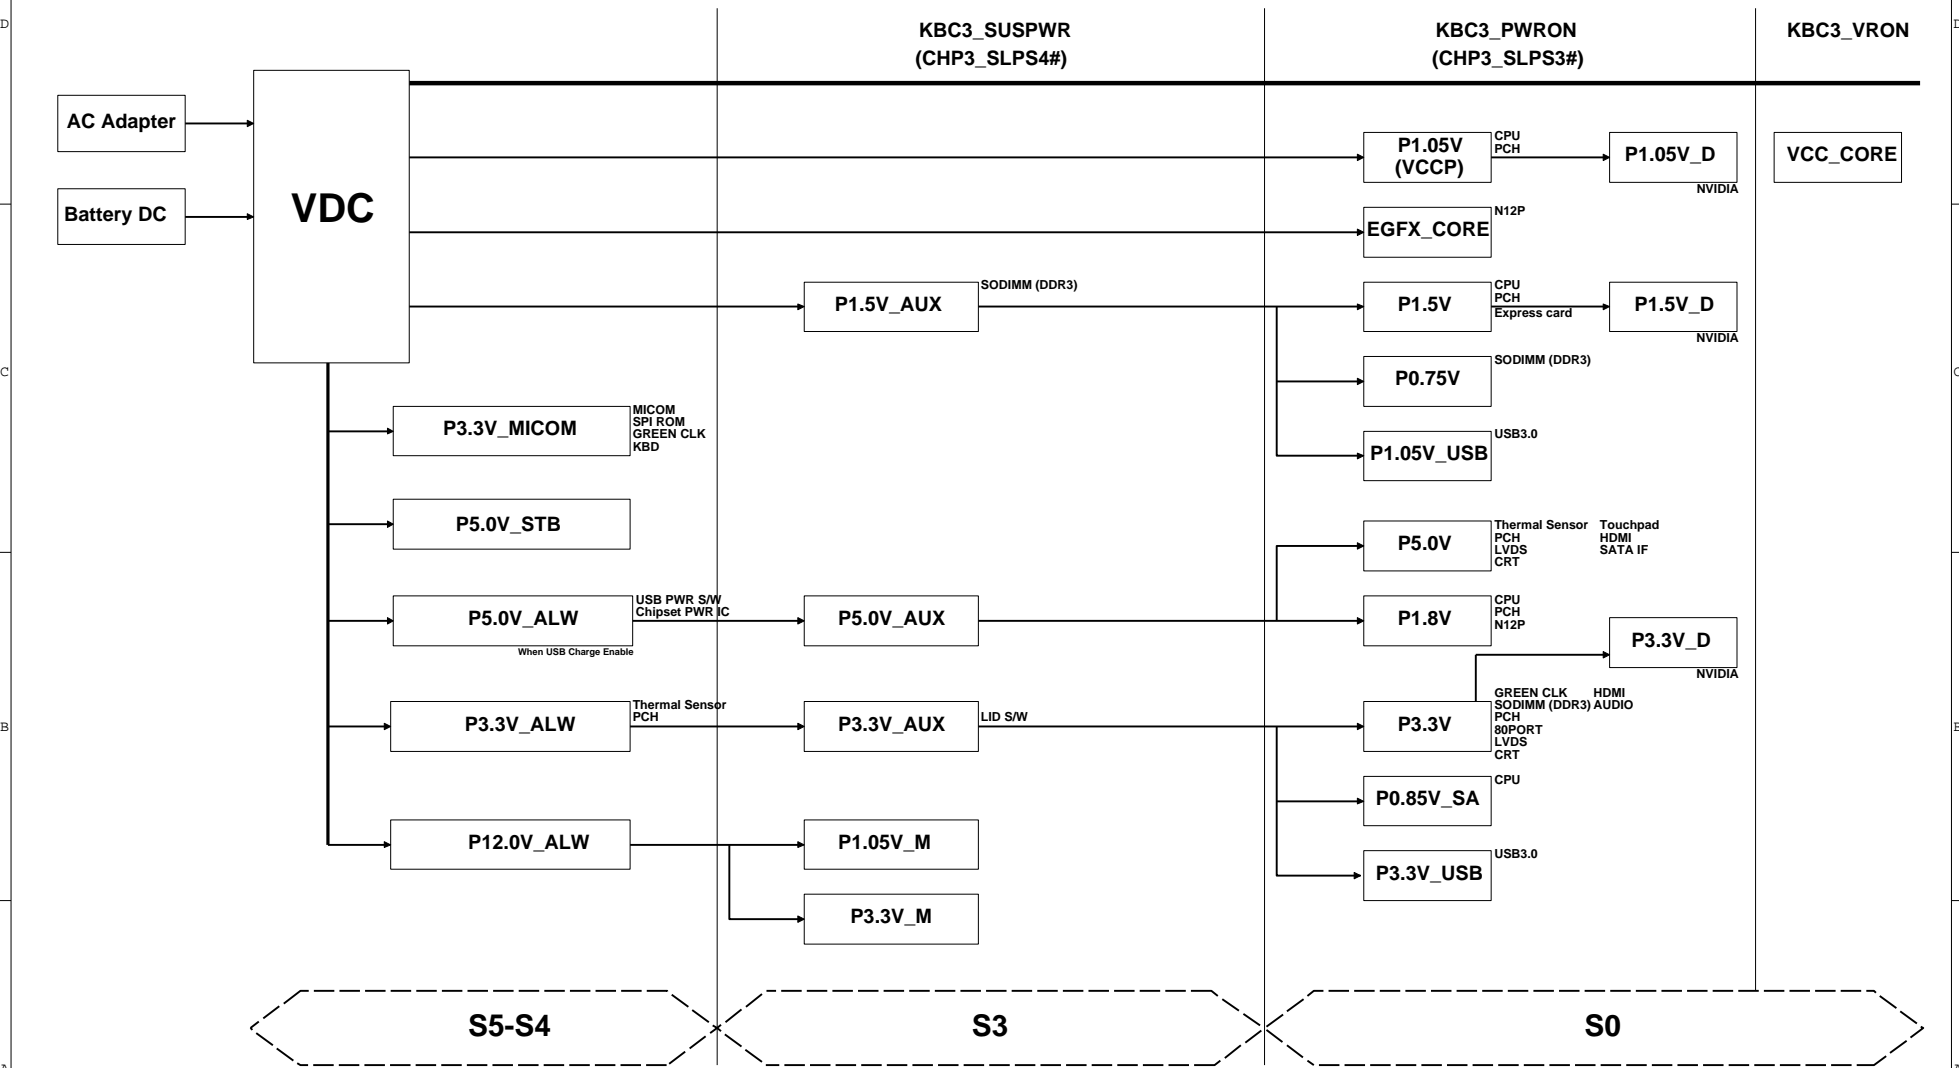 D
D
KBC3_SUSPWR
(CHP3_SLPS4#)
KBC3_PWRON
(CHP3_SLPS3#)
KBC3_VRON
AC Adapter
Battery DC
VDC
P1.05V
(VCCP)
CPU
PCH
P1.05V_D
NVIDIA
VCC_CORE
EGFX_CORE
N12P
P1.5V_AUX
SODIMM (DDR3)
P1.5V
CPU
PCH
Express card
P1.5V_D
NVIDIA
C
C
P0.75V
SODIMM (DDR3)
P3.3V_MICOM
MICOM
SPI ROM
GREEN CLK
KBD
P1.05V_USB
USB3.0
P5.0V_STB
P5.0V
Thermal Sensor Touchpad
PCH HDMI
LVDS SATA IF
CRT
P5.0V_ALW
USB PWR S/W
Chipset PWR IC
When USB Charge Enable
P5.0V_AUX
P1.8V
CPU
PCH
N12P
P3.3V_D
NVIDIA
B
B
P3.3V_ALW
Thermal Sensor
PCH
P3.3V_AUX
LID S/W
P3.3V
GREEN CLK HDMI
SODIMM (DDR3) AUDIO
PCH
80PORT
LVDS
CRT
P0.85V_SA
CPU
P12.0V_ALW
P1.05V_M
P3.3V_USB
USB3.0
P3.3V_M
S5-S4
S3
S0